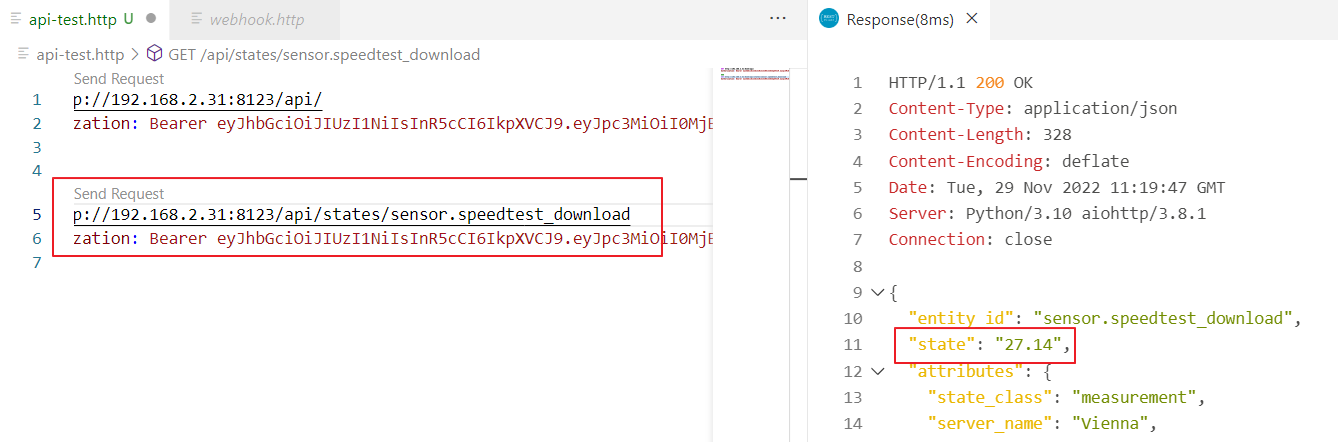 api-test.http U
webhook.http
...
api-test.http > GET /api/states/sensor.speedtest_download
Send Request
1 p://192.168.2.31:8123/api/
2 zation: Bearer eyJhbGciOiJIUzI1NiIsInR5cCI6IkpXVCJ9.eyJpc3MiOiI0MjE
3
4
Send Request
5 p://192.168.2.31:8123/api/states/sensor.speedtest_download
6 zation: Bearer eyJhbGciOiJIUzI1NiIsInR5cCI6IkpXVCJ9.eyJpc3MiOiI0MjE
7
Response(8ms)
1 HTTP/1.1 200 OK
2 Content-Type: application/json
3 Content-Length: 328
4 Content-Encoding: deflate
5 Date: Tue, 29 Nov 2022 11:19:47 GMT
6 Server: Python/3.10 aiohttp/3.8.1
7 Connection: close
8
9 {
10 "entity_id": "sensor.speedtest_download",
11 "state": "27.14",
12 "attributes": {
13 "state_class": "measurement",
14 "server_name": "Vienna",